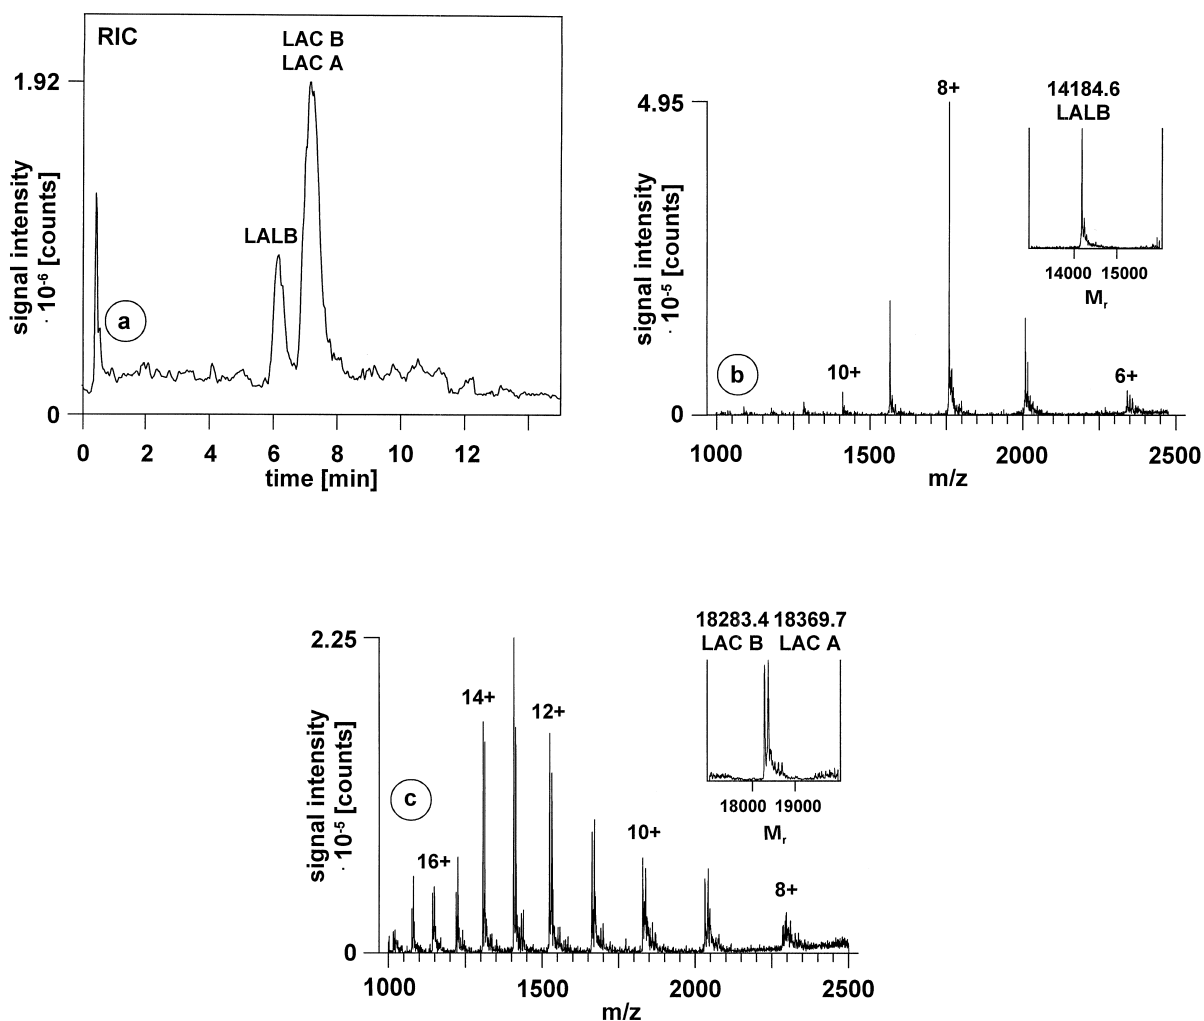 RIC
LAC B
LAC A
1.92
LALB
signal intensity
· 10⁻⁶ [counts]
a
0
0 2 4 6 8 10 12
time [min]
4.95
8+
14184.6
LALB
signal intensity
· 10⁻⁵ [counts]
14000 15000
Mᵣ
b
10+
6+
0
1000 1500 2000 2500
m/z
2.25
18283.4 18369.7
LAC B LAC A
14+
12+
signal intensity
· 10⁻⁵ [counts]
c
18000 19000
Mᵣ
16+
10+
8+
0
1000 1500 2000 2500
m/z